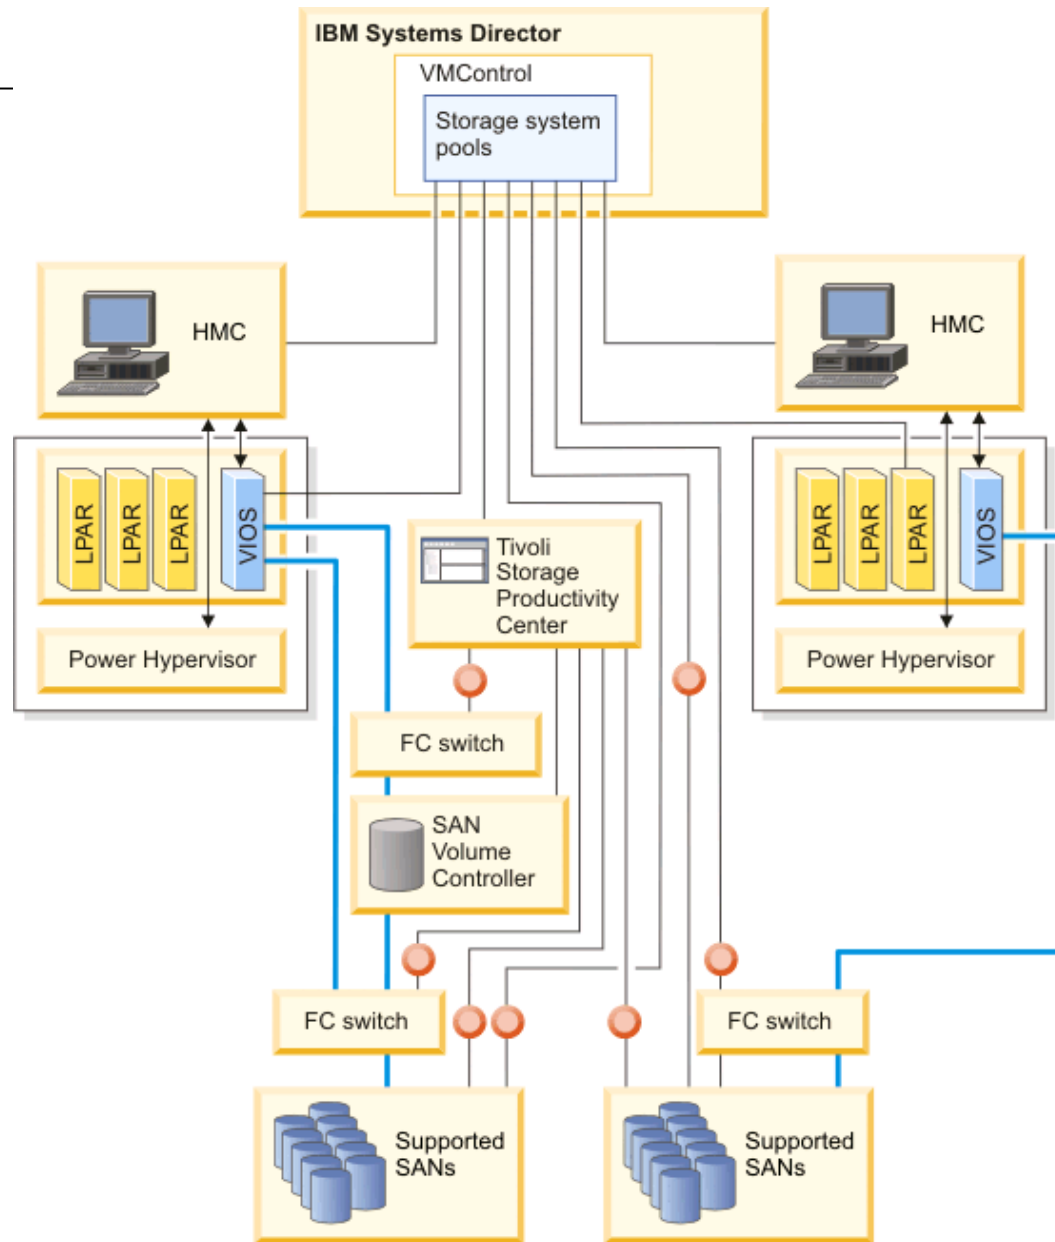 IBM Systems Director
VMControl
Storage system
pools
HMC
HMC
LPAR
LPAR
LPAR
VIOS
LPAR
LPAR
LPAR
VIOS
Tivoli
Storage
Productivity
Center
Power Hypervisor
Power Hypervisor
FC switch
SAN
Volume
Controller
FC switch
FC switch
Supported
SANs
Supported
SANs